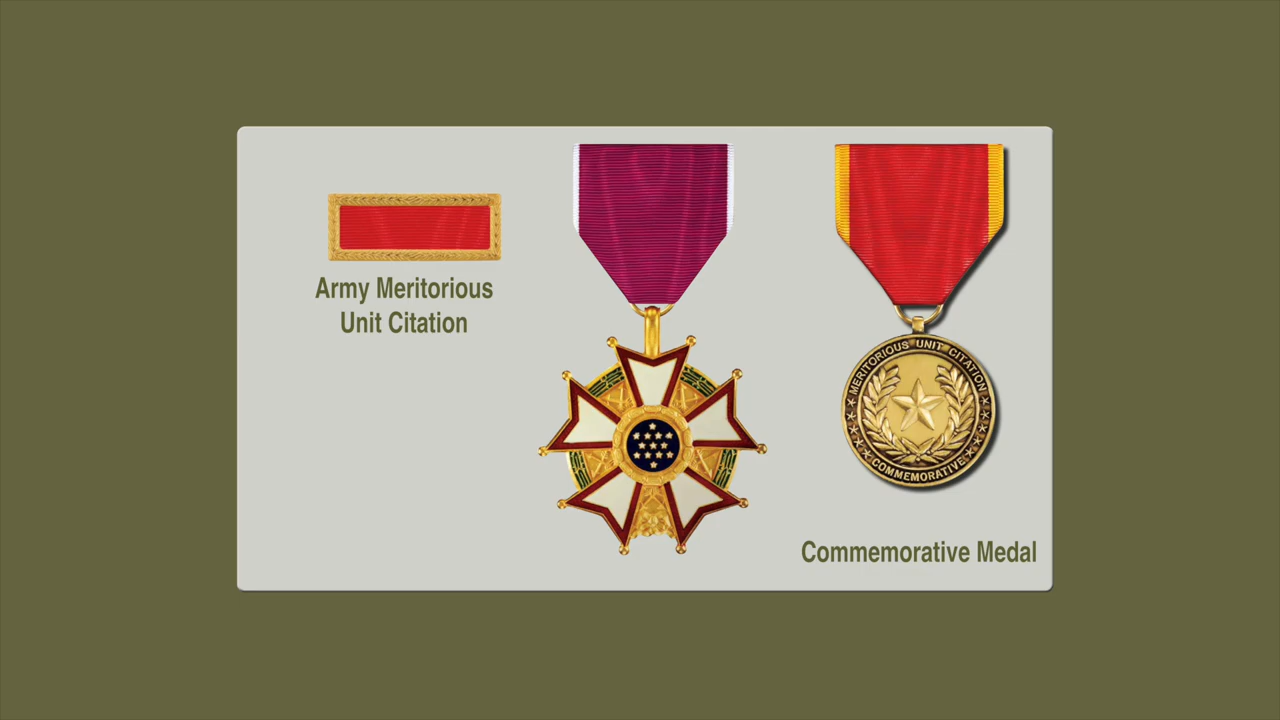 Army Meritorious
Unit Citation
MERITORIOUS UNIT CITATION
COMMEMORATIVE
Commemorative Medal